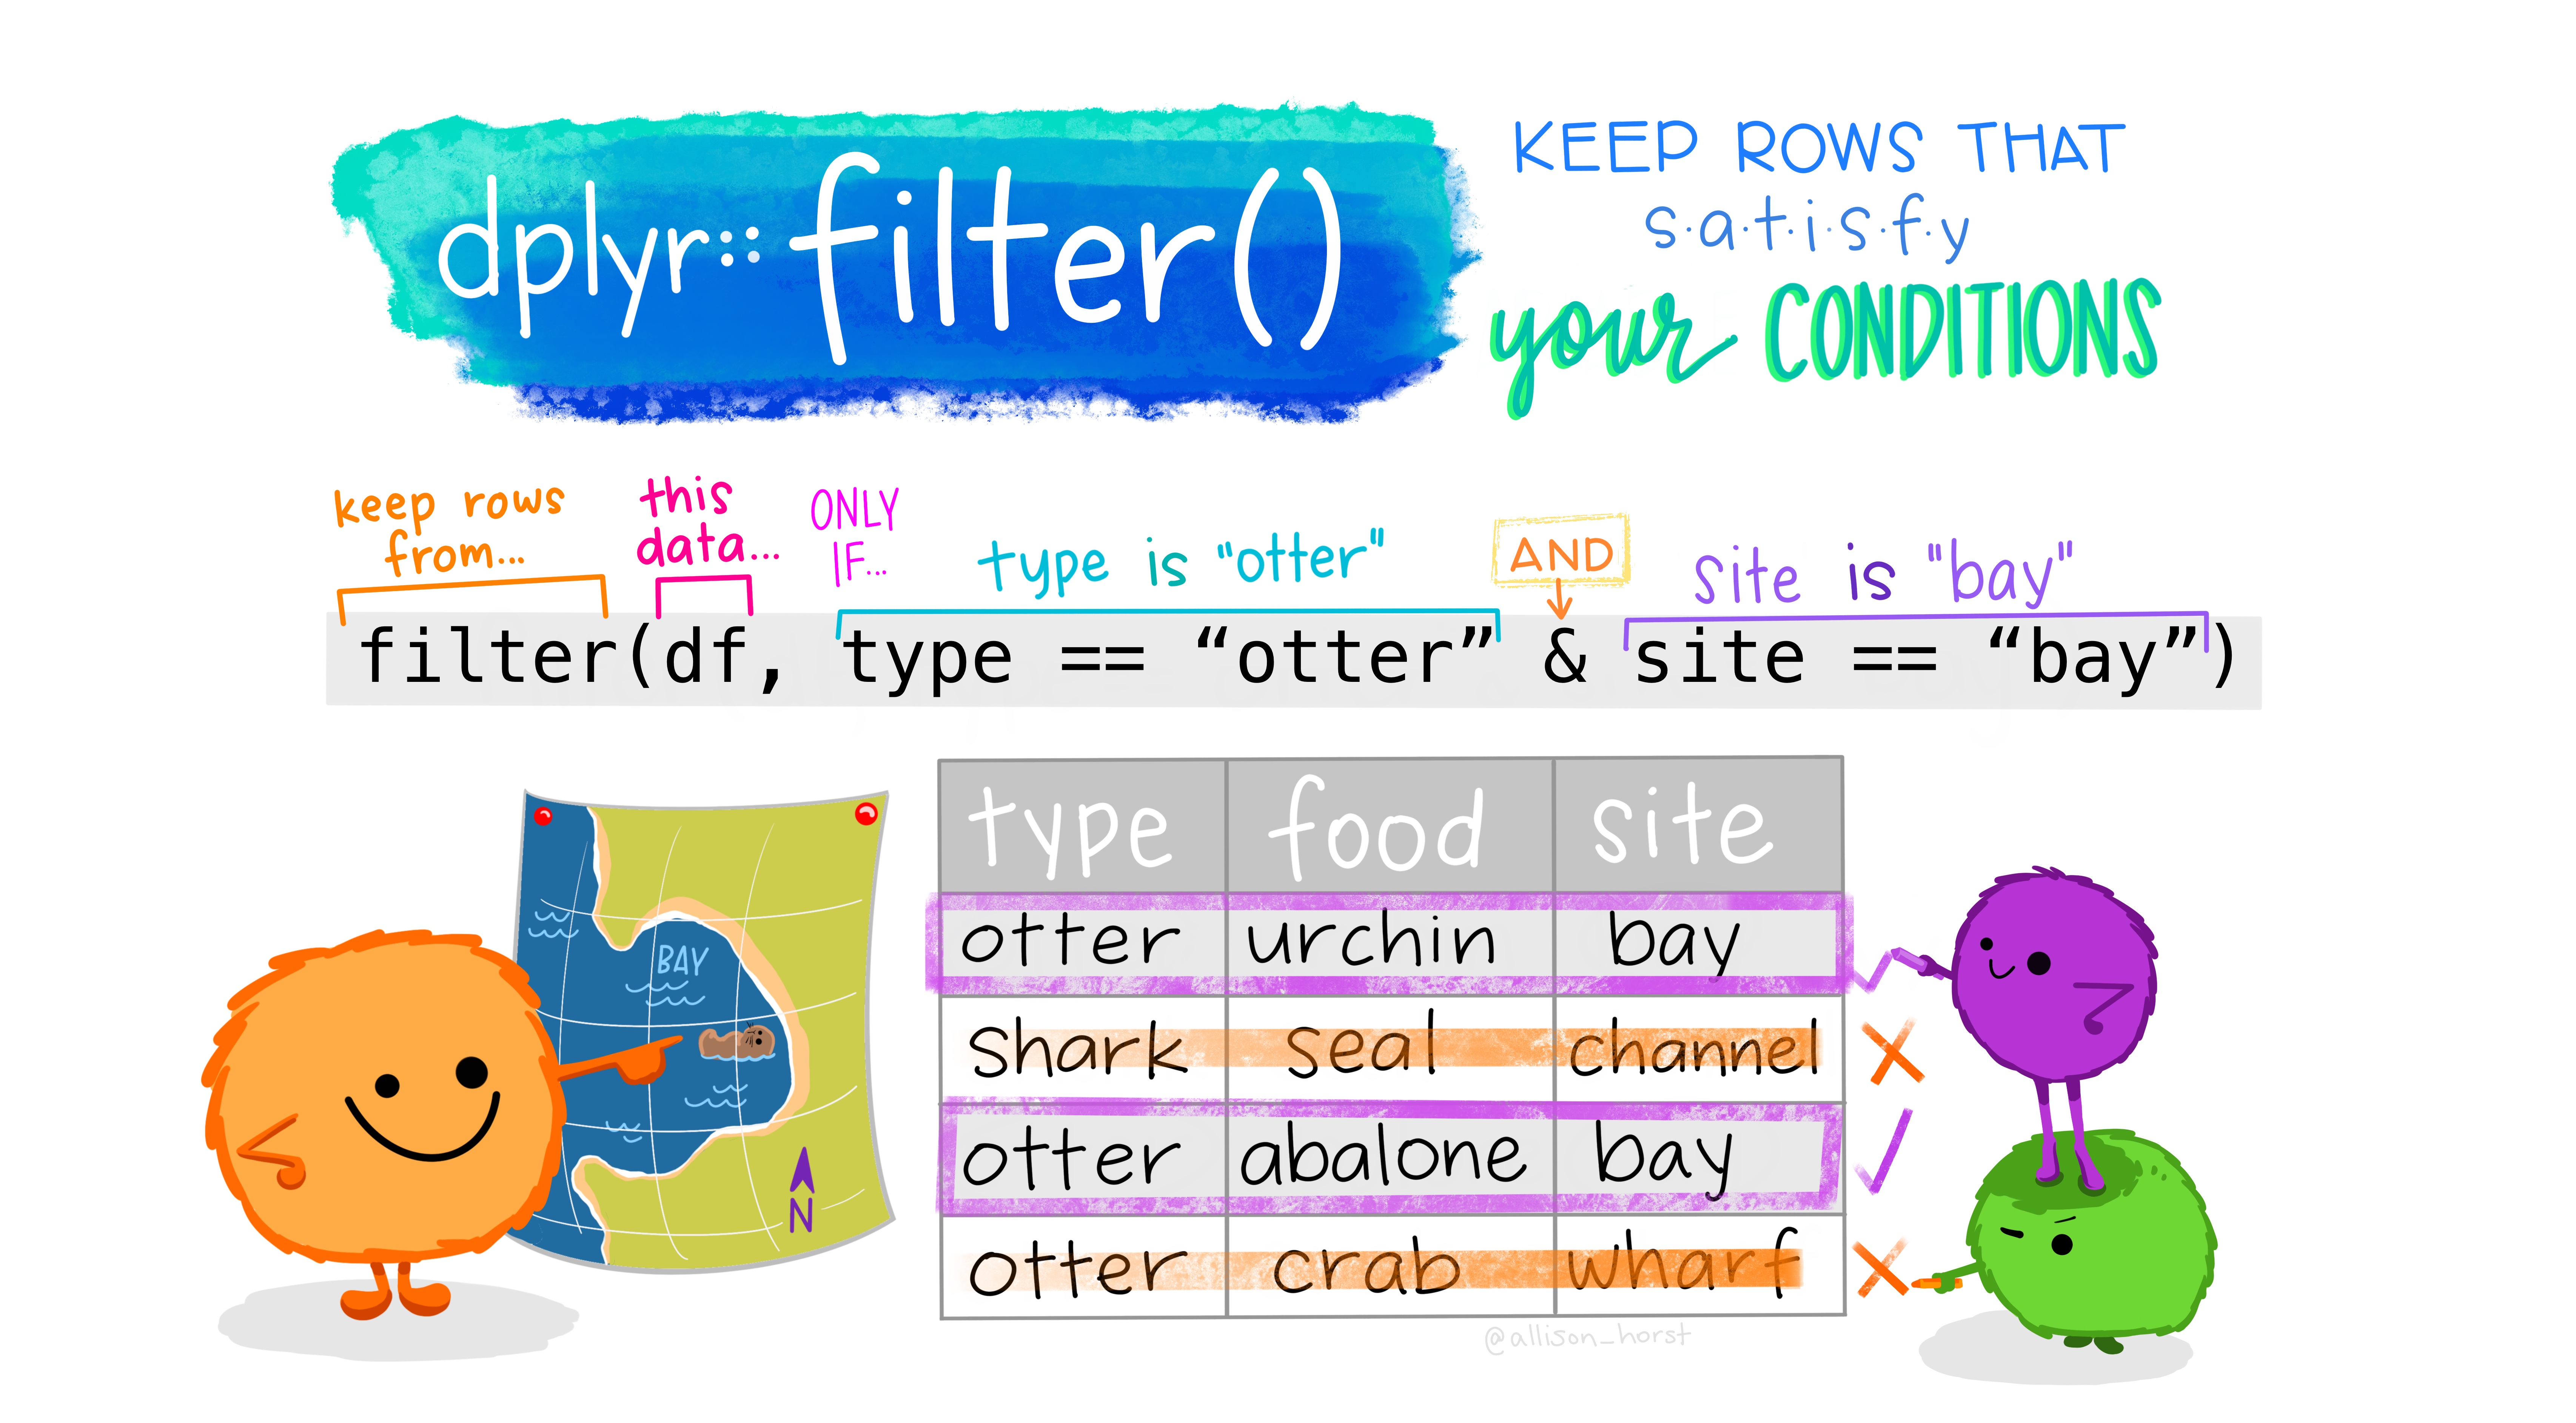 dplyr::filter()
KEEP ROWS THAT
s·a·t·i·s·f·y
your CONDITIONS
keep rows
from...
this
data...
ONLY
IF...
type is "otter"
AND
site is "bay"
filter(df, type == “otter” & site == “bay”)
type food site
otter urchin bay
shark seal channel
otter abalone bay
otter crab wharf
BAY
N
@allison_horst